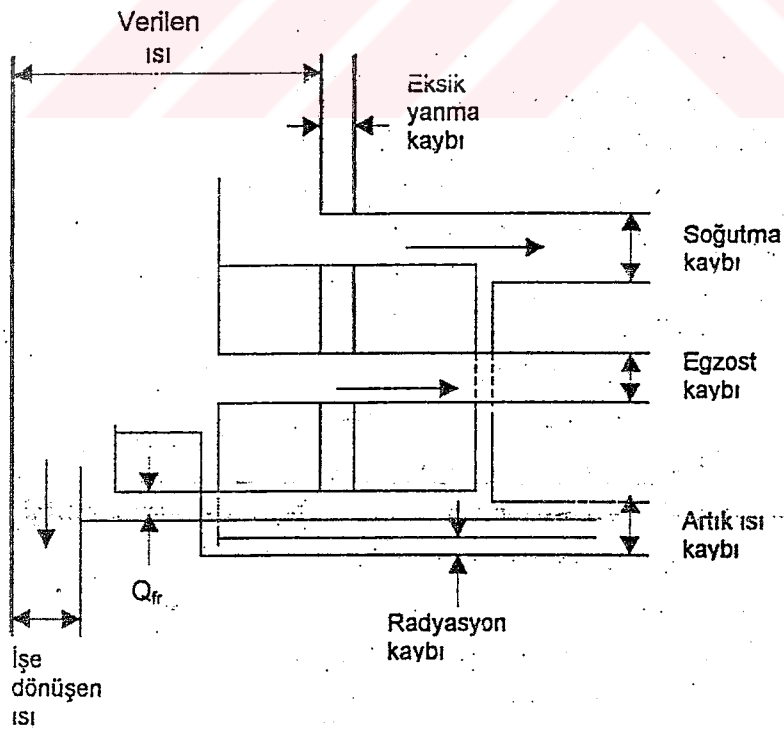 Verilen
ısı
Eksik
yanma
kaybı
Soğutma
kaybı
Egzost
kaybı
Artık ısı
kaybı
Q_fr
Radyasyon
kaybı
İşe
dönüşen
ısı